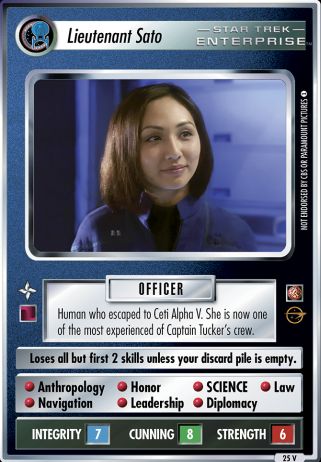 Lieutenant Sato
STAR TREK
ENTERPRISE
NOT ENDORSED BY CBS OR PARAMOUNT PICTURES
OFFICER
Human who escaped to Ceti Alpha V. She is now one
of the most experienced of Captain Tucker's crew.
Loses all but first 2 skills unless your discard pile is empty.
Anthropology Honor SCIENCE Law
Navigation Leadership Diplomacy
INTEGRITY 7 CUNNING 8 STRENGTH 6
25 V